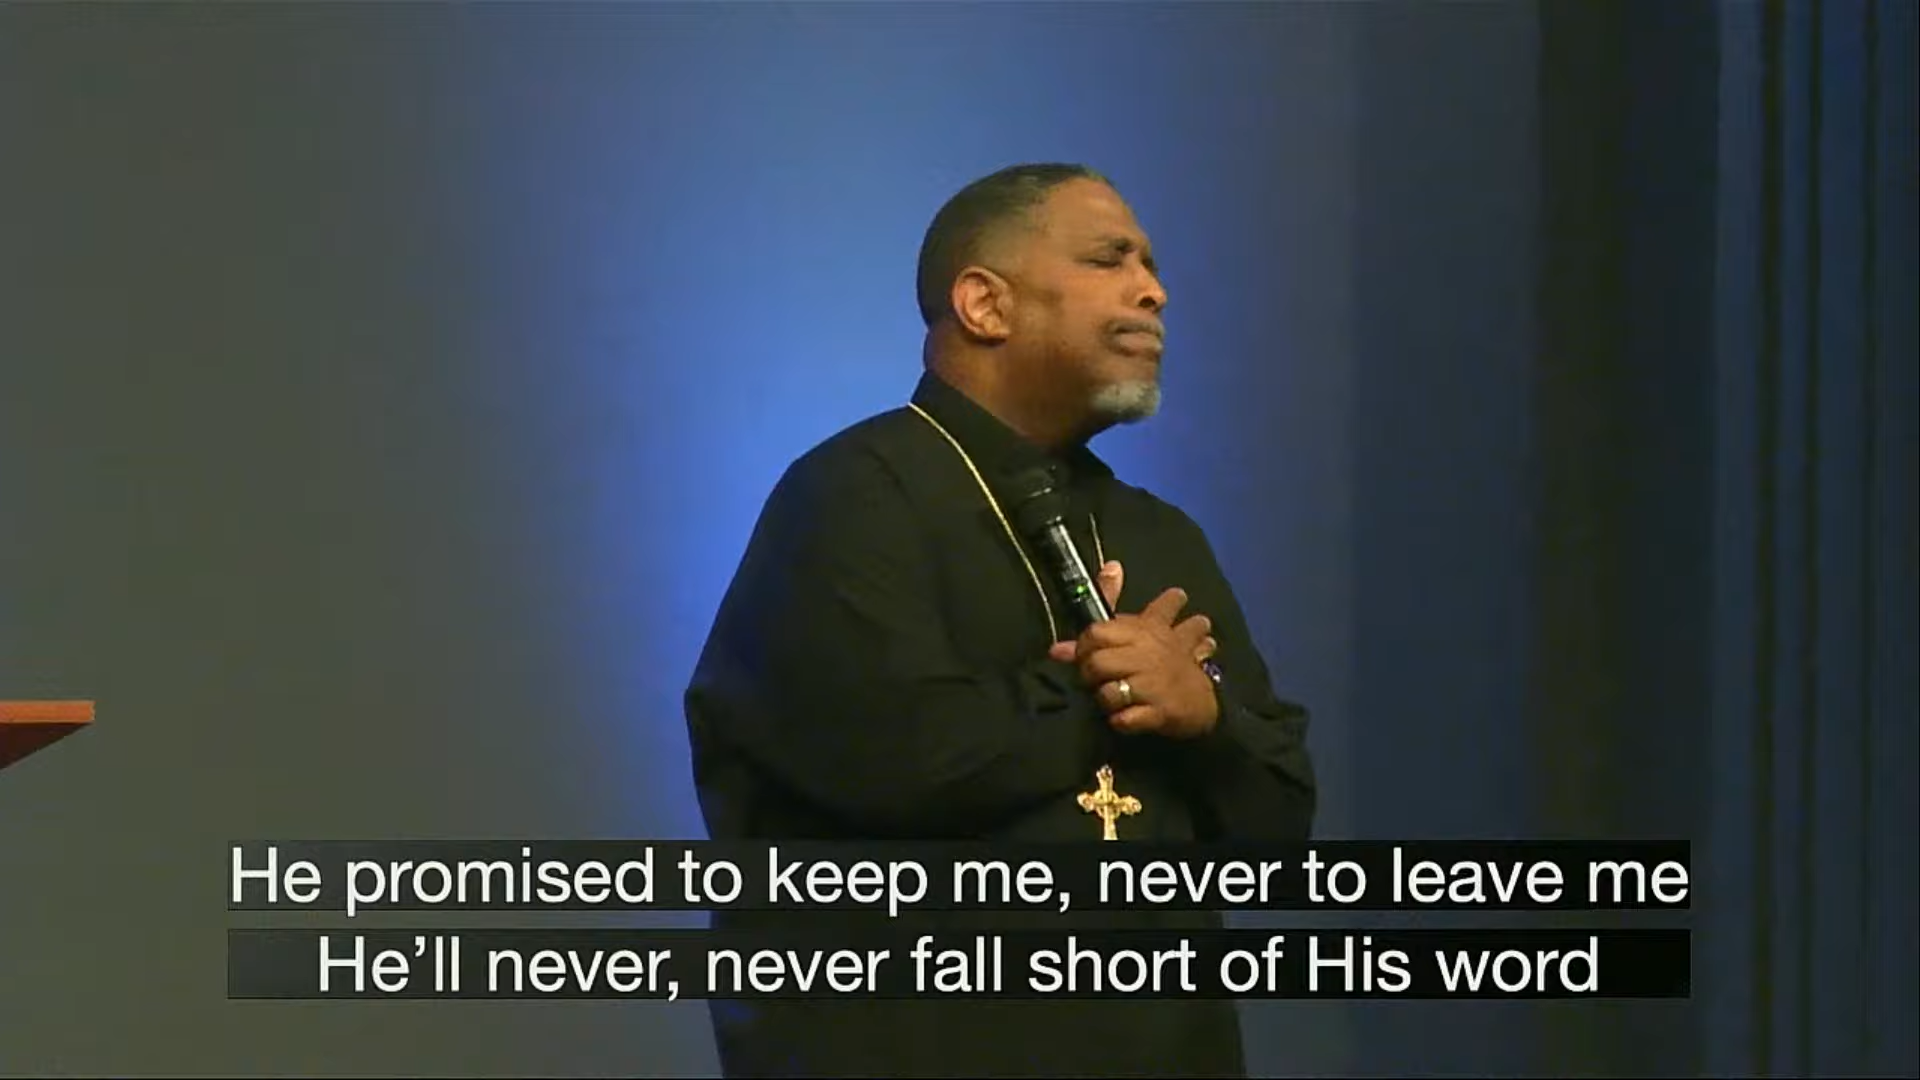 He promised to keep me, never to leave me
He’ll never, never fall short of His word